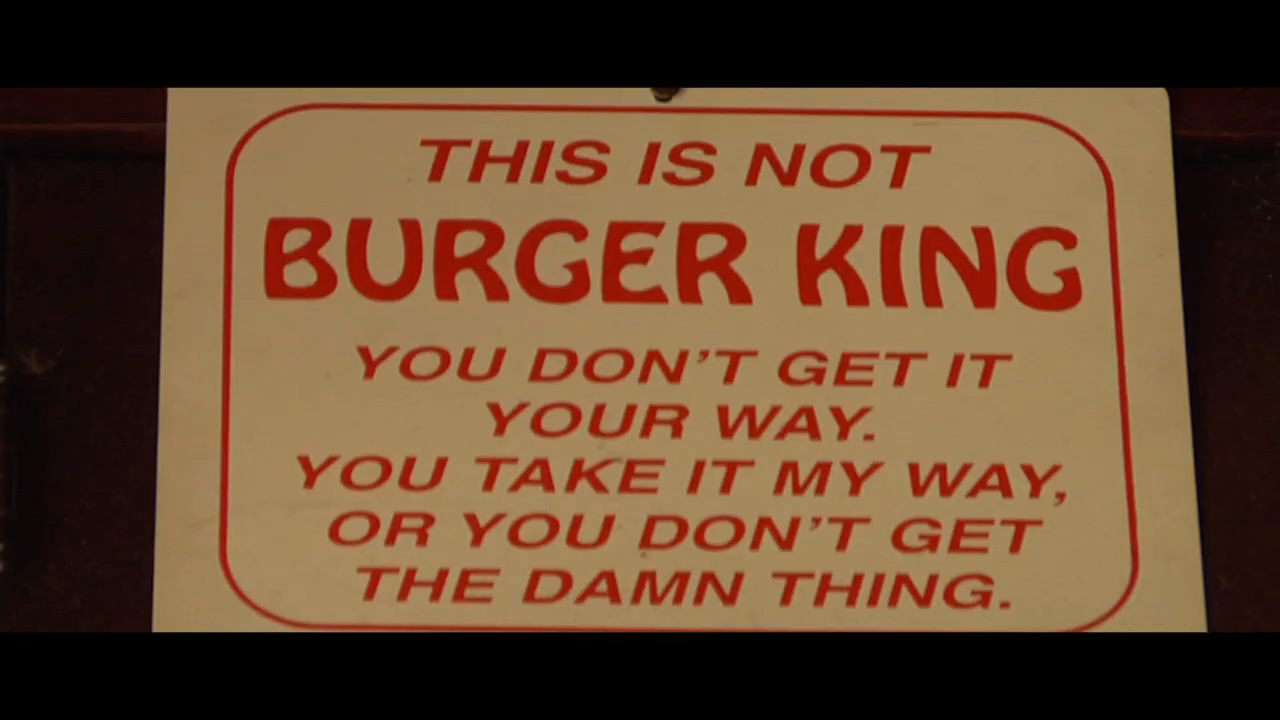 THIS IS NOT
BURGER KING
YOU DON'T GET IT
YOUR WAY.
YOU TAKE IT MY WAY,
OR YOU DON'T GET
THE DAMN THING.